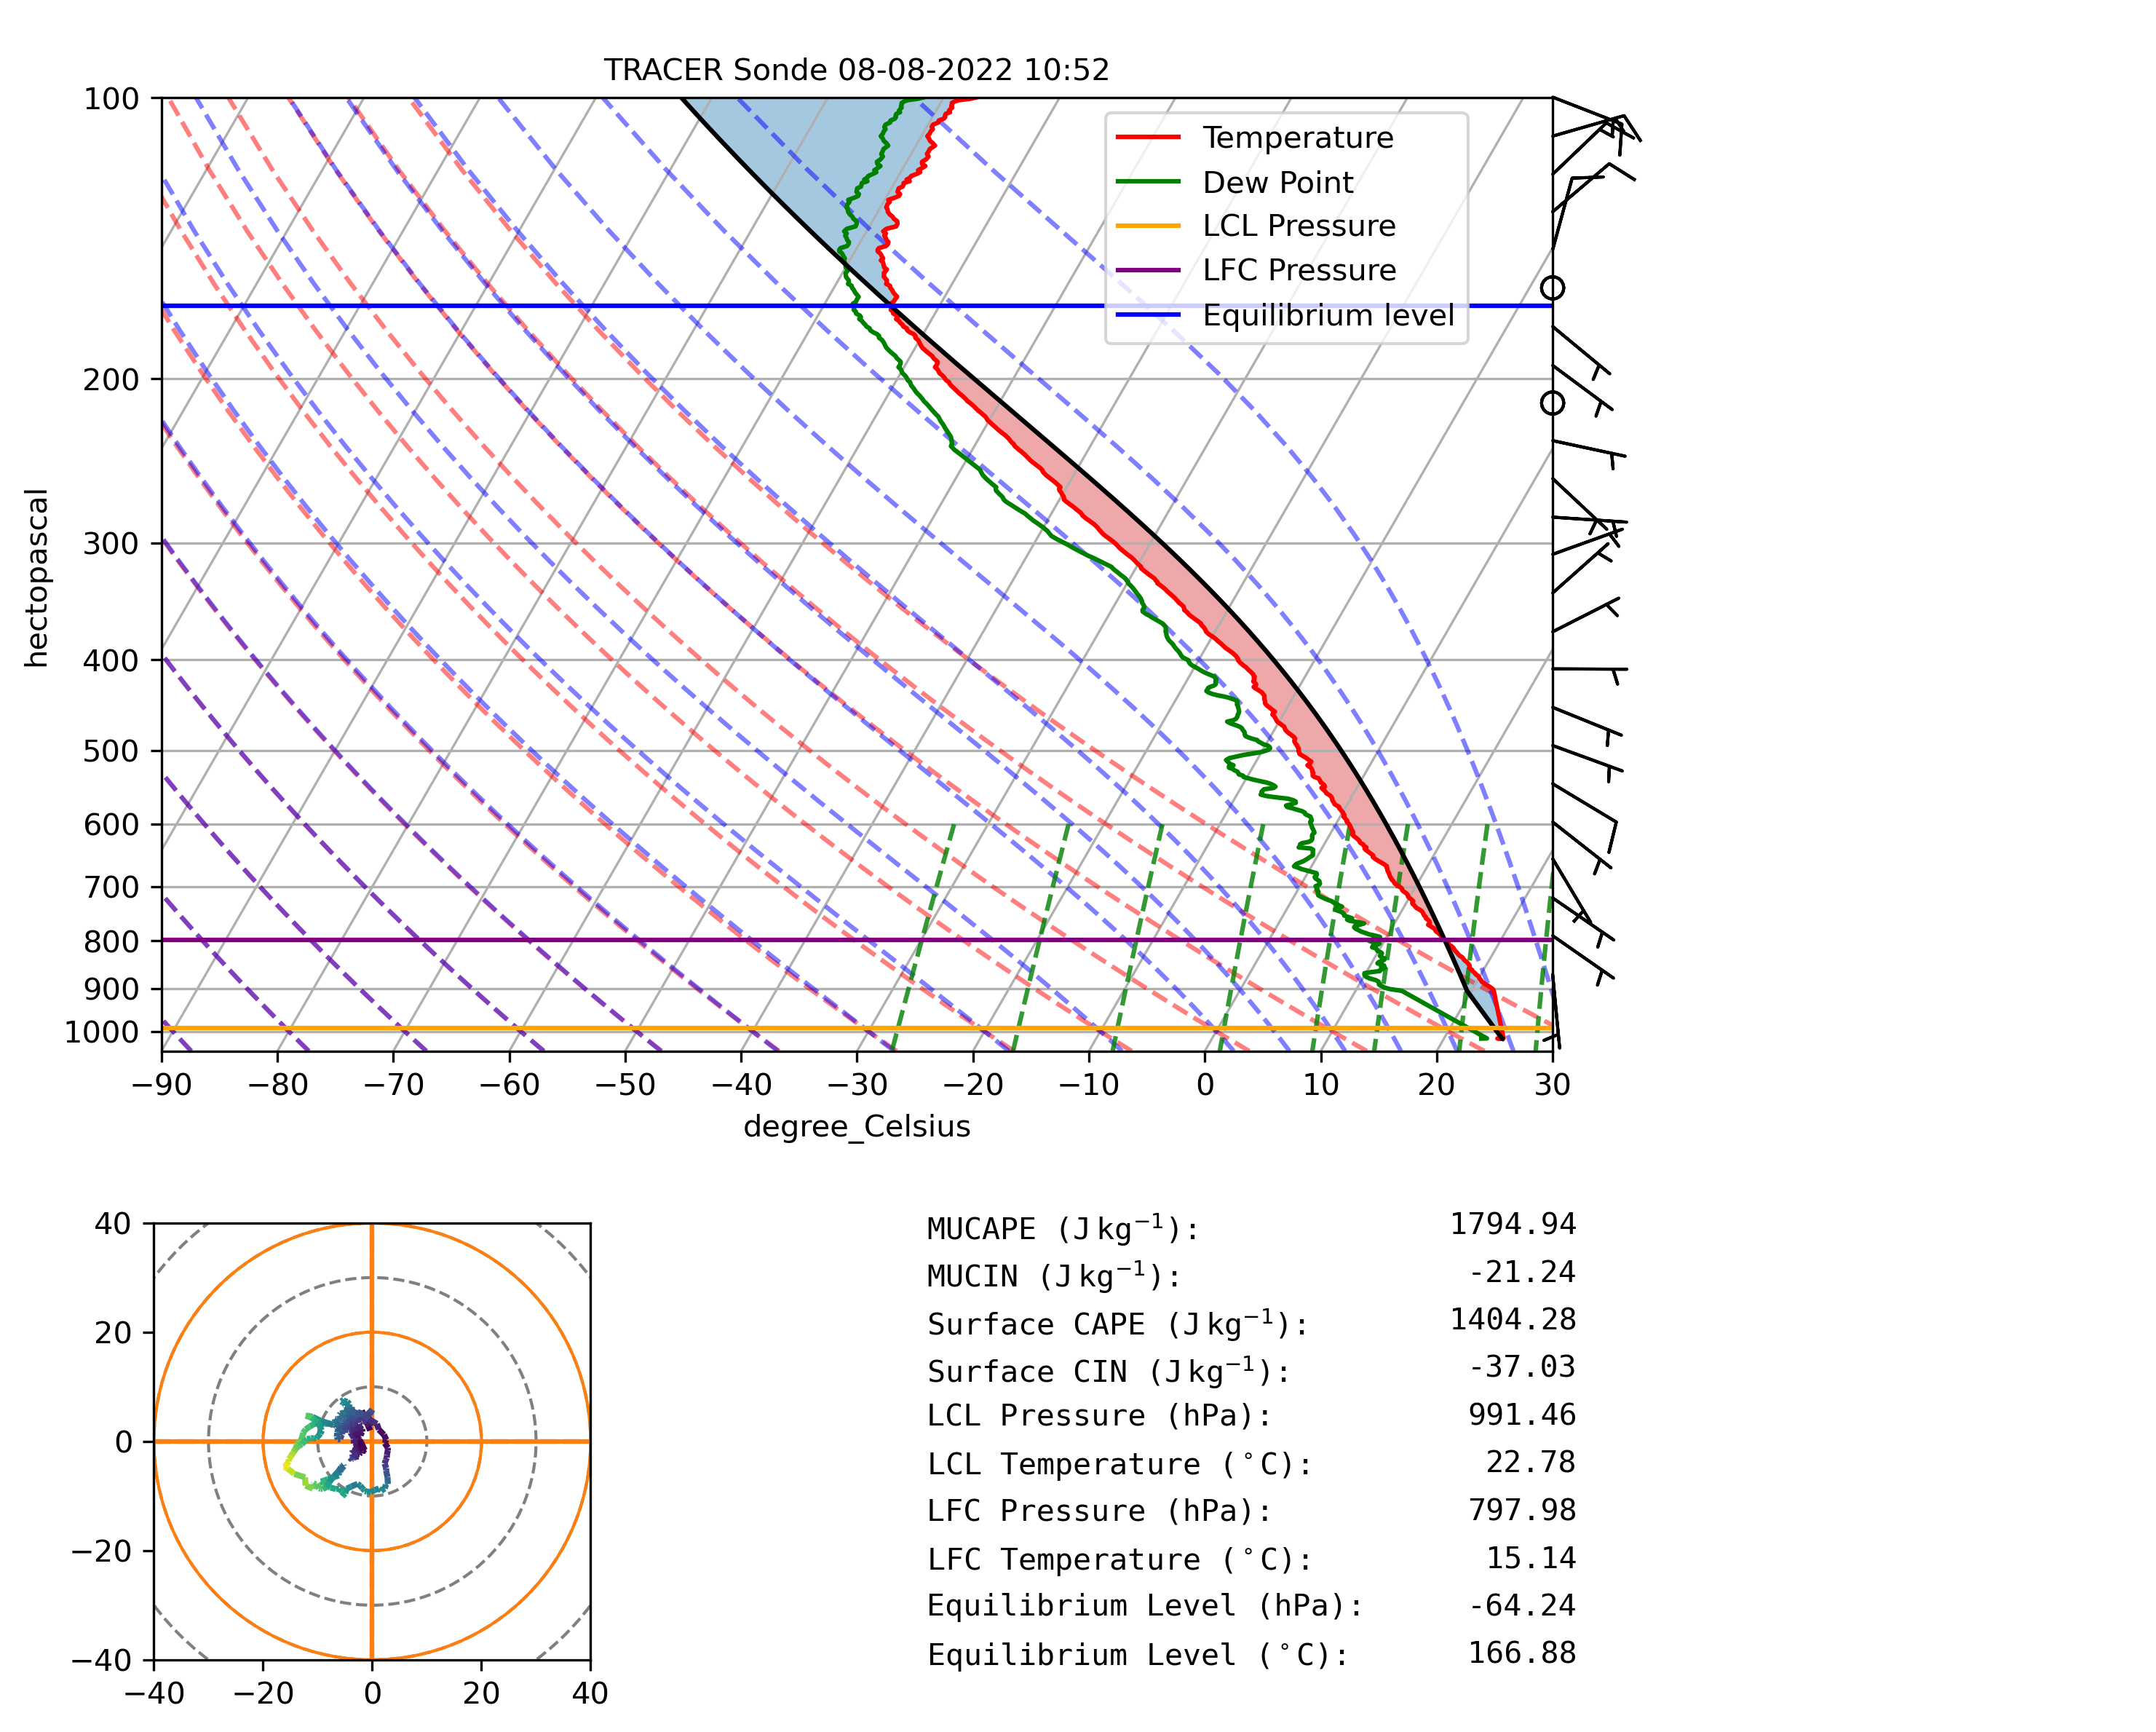 TRACER Sonde 08-08-2022 10:52
Temperature
Dew Point
LCL Pressure
LFC Pressure
Equilibrium level
100
200
300
400
500
600
700
800
900
1000
hectopascal
−90 −80 −70 −60 −50 −40 −30 −20 −10 0 10 20 30
degree_Celsius
40
20
0
−20
−40
−40 −20 0 20 40
MUCAPE (J kg⁻¹): 1794.94
MUCIN (J kg⁻¹): -21.24
Surface CAPE (J kg⁻¹): 1404.28
Surface CIN (J kg⁻¹): -37.03
LCL Pressure (hPa): 991.46
LCL Temperature (°C): 22.78
LFC Pressure (hPa): 797.98
LFC Temperature (°C): 15.14
Equilibrium Level (hPa): -64.24
Equilibrium Level (°C): 166.88